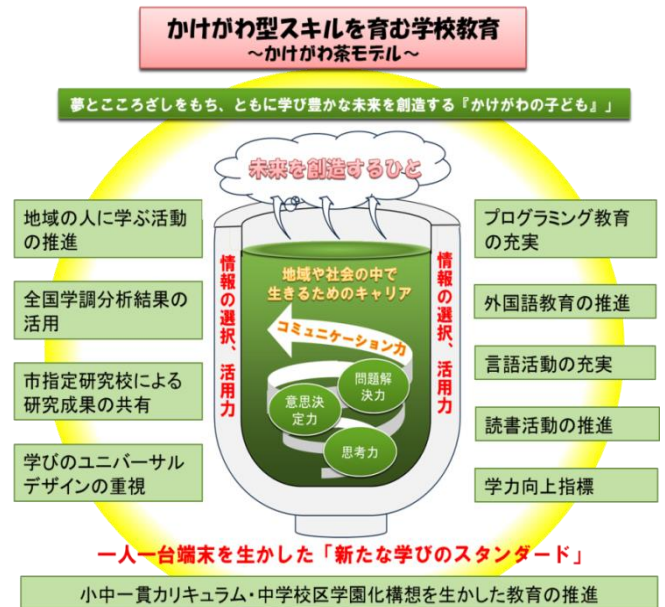 かけがわ型スキルを育む学校教育
～かけがわ茶モデル～
夢とこころざしをもち、ともに学び豊かな未来を創造する『かけがわの子ども』」
未来を創造するひと
地域の人に学ぶ活動
の推進
全国学調分析結果の
活用
市指定研究校による
研究成果の共有
学びのユニバーサル
デザインの重視
情報の選択、活用力
地域や社会の中で
生きるためのキャリア
コミュニケーション力
問題解
決力
意思決
定力
思考力
情報の選択、活用力
プログラミング教育
の充実
外国語教育の推進
言語活動の充実
読書活動の推進
学力向上指標
一人一台端末を生かした「新たな学びのスタンダード」
小中一貫カリキュラム・中学校区学園化構想を生かした教育の推進